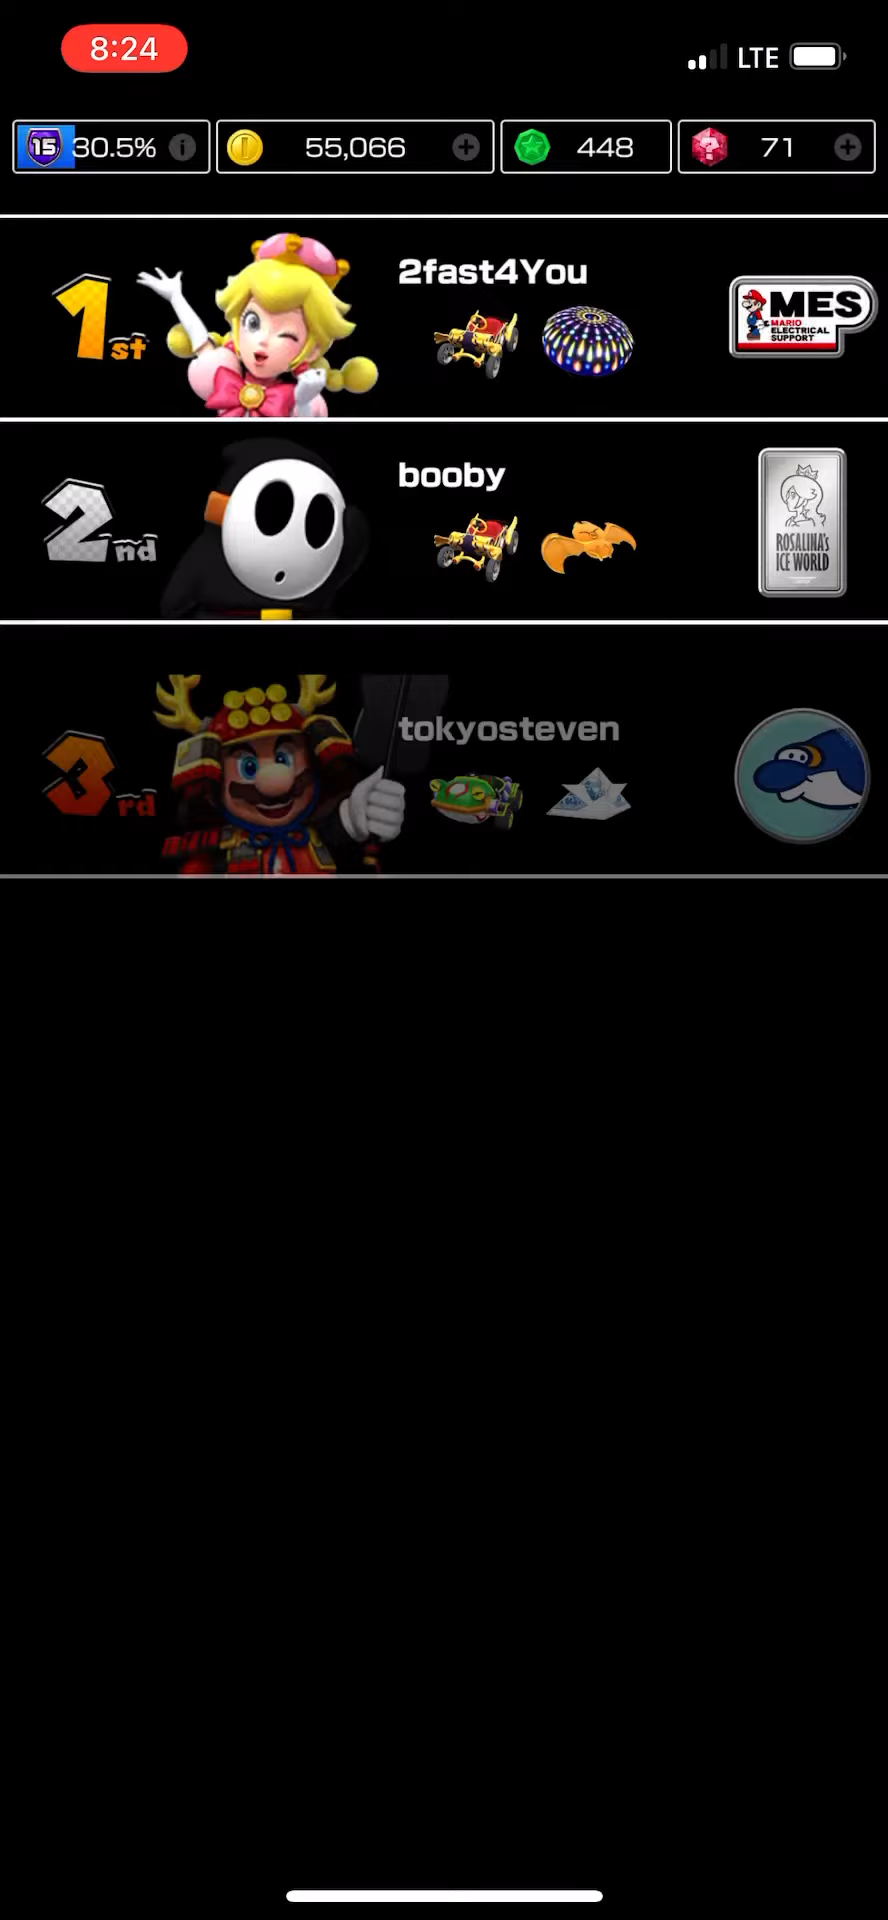 8:24
LTE
15 30.5% i 55,066 + 448 ? 71 +
1st
2fast4You
MES
MARIO
ELECTRICAL
SUPPORT
2nd
booby
ROSALINA's
ICE WORLD
3rd
tokyosteven